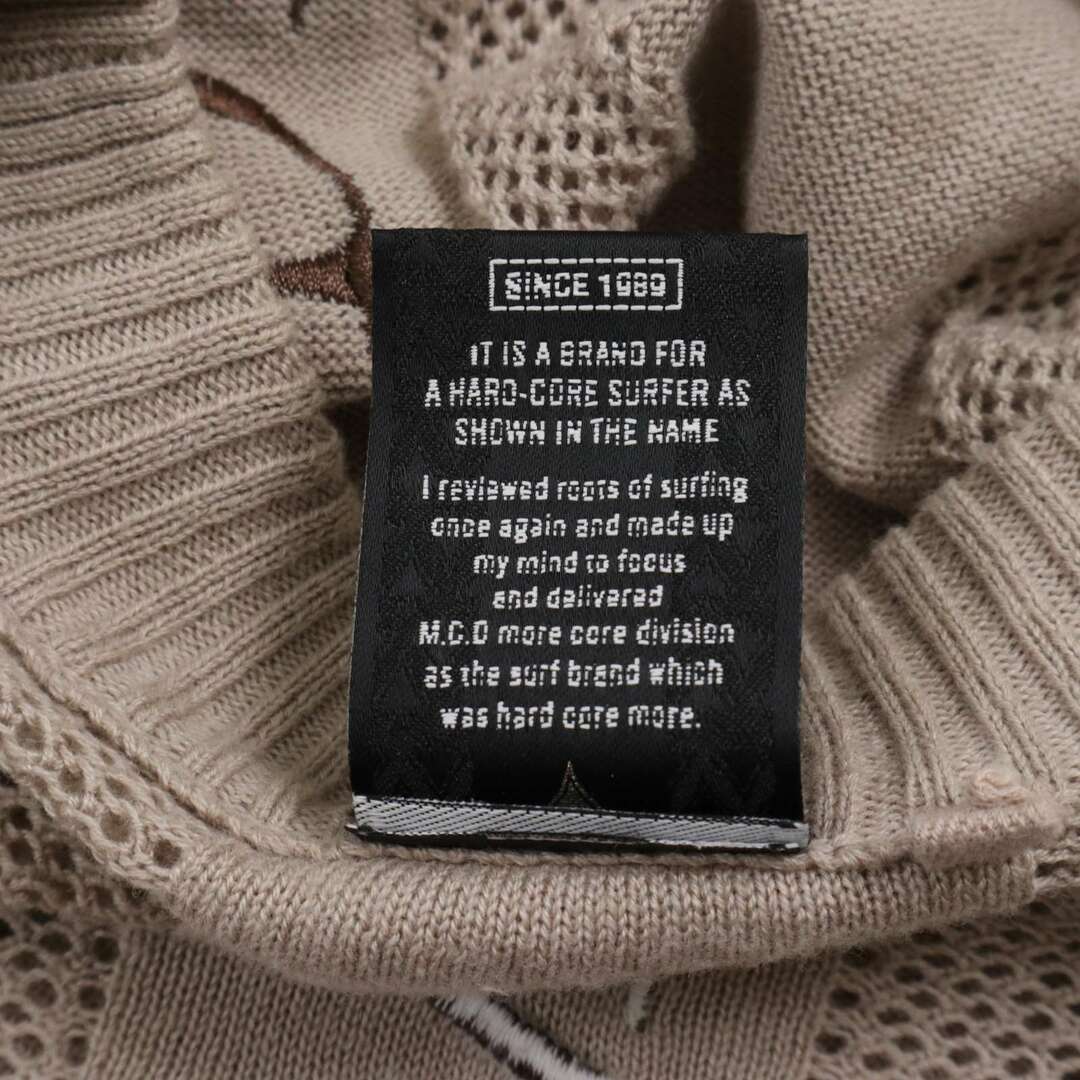 SINCE 1989
IT IS A BRAND FOR
A HARD-CORE SURFER AS
SHOWN IN THE NAME
I reviewed roots of surfing
once again and made up
my mind to focus
and delivered
M.C.D more core division
as the surf brand which
was hard core more.